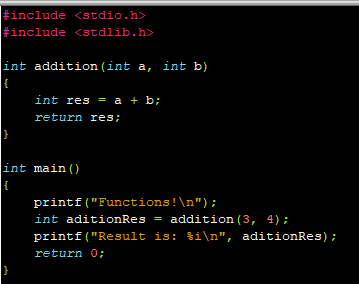 #include <stdio.h>
#include <stdlib.h>
int addition(int a, int b)
{
int res = a + b;
return res;
}
int main()
{
printf("Functions!\n");
int aditionRes = addition(3, 4);
printf("Result is: %i\n", aditionRes);
return 0;
}